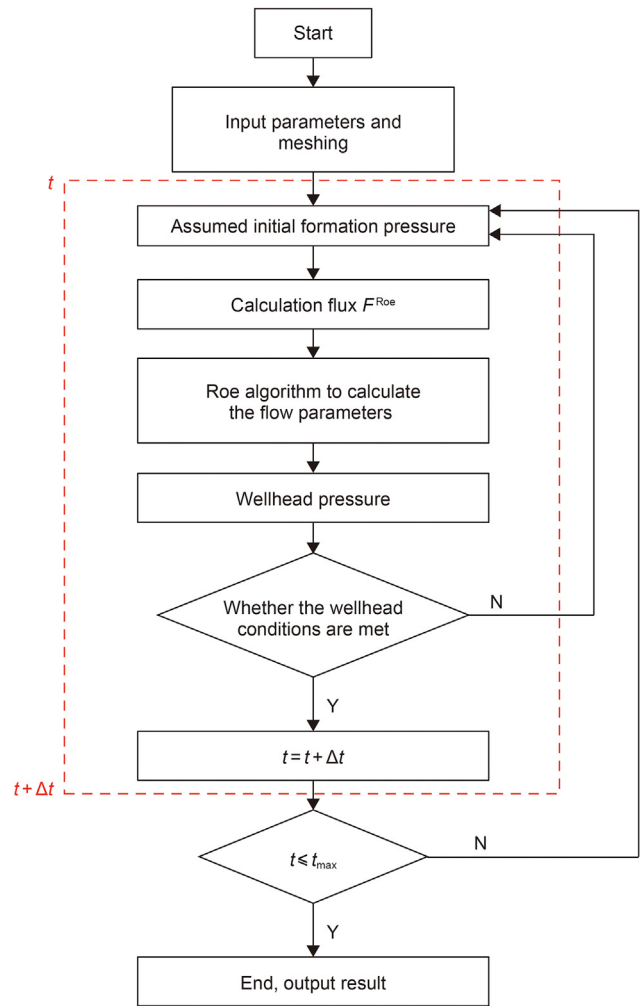 Start
Input parameters and
meshing
t
Assumed initial formation pressure
Calculation flux F^Roe
Roe algorithm to calculate
the flow parameters
Wellhead pressure
Whether the wellhead
conditions are met
N
Y
t = t + Δt
t + Δt
t ⩽ t_max
N
Y
End, output result